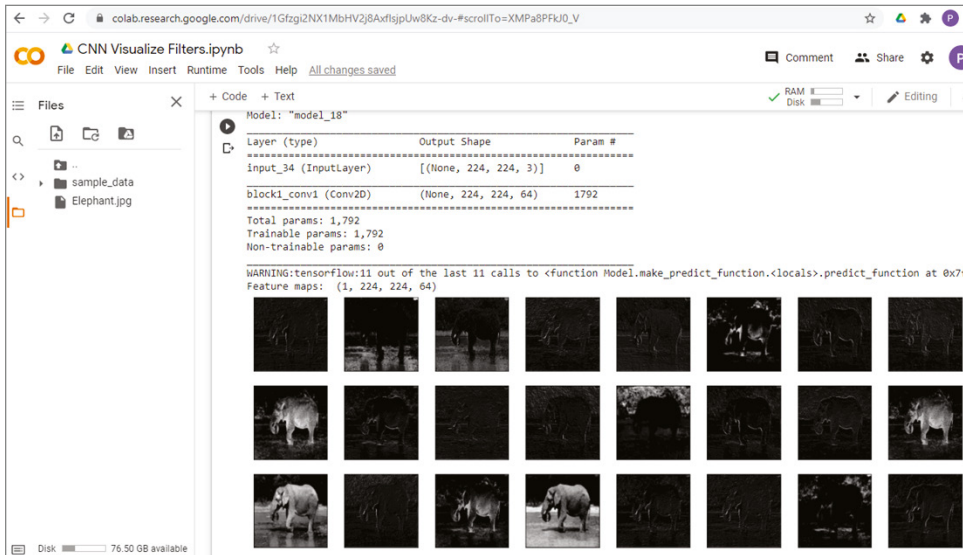 colab.research.google.com/drive/1Gfzgi2NX1MbHV2j8AxflsjpUw8Kz-dv-#scrollTo=XMPa8PFkJ0_V
P
CO
CNN Visualize Filters.ipynb
Comment
Share
P
File Edit View Insert Runtime Tools Help All changes saved
Files
+ Code + Text
RAM
Disk
Editing
..
sample_data
Elephant.jpg
Model: "model_18"
Layer (type) Output Shape Param #
input_34 (InputLayer) [(None, 224, 224, 3)] 0
block1_conv1 (Conv2D) (None, 224, 224, 64) 1792
Total params: 1,792
Trainable params: 1,792
Non-trainable params: 0
WARNING:tensorflow:11 out of the last 11 calls to <function Model.make_predict_function.<locals>.predict_function at 0x7
Feature maps: (1, 224, 224, 64)
Disk 76.50 GB available